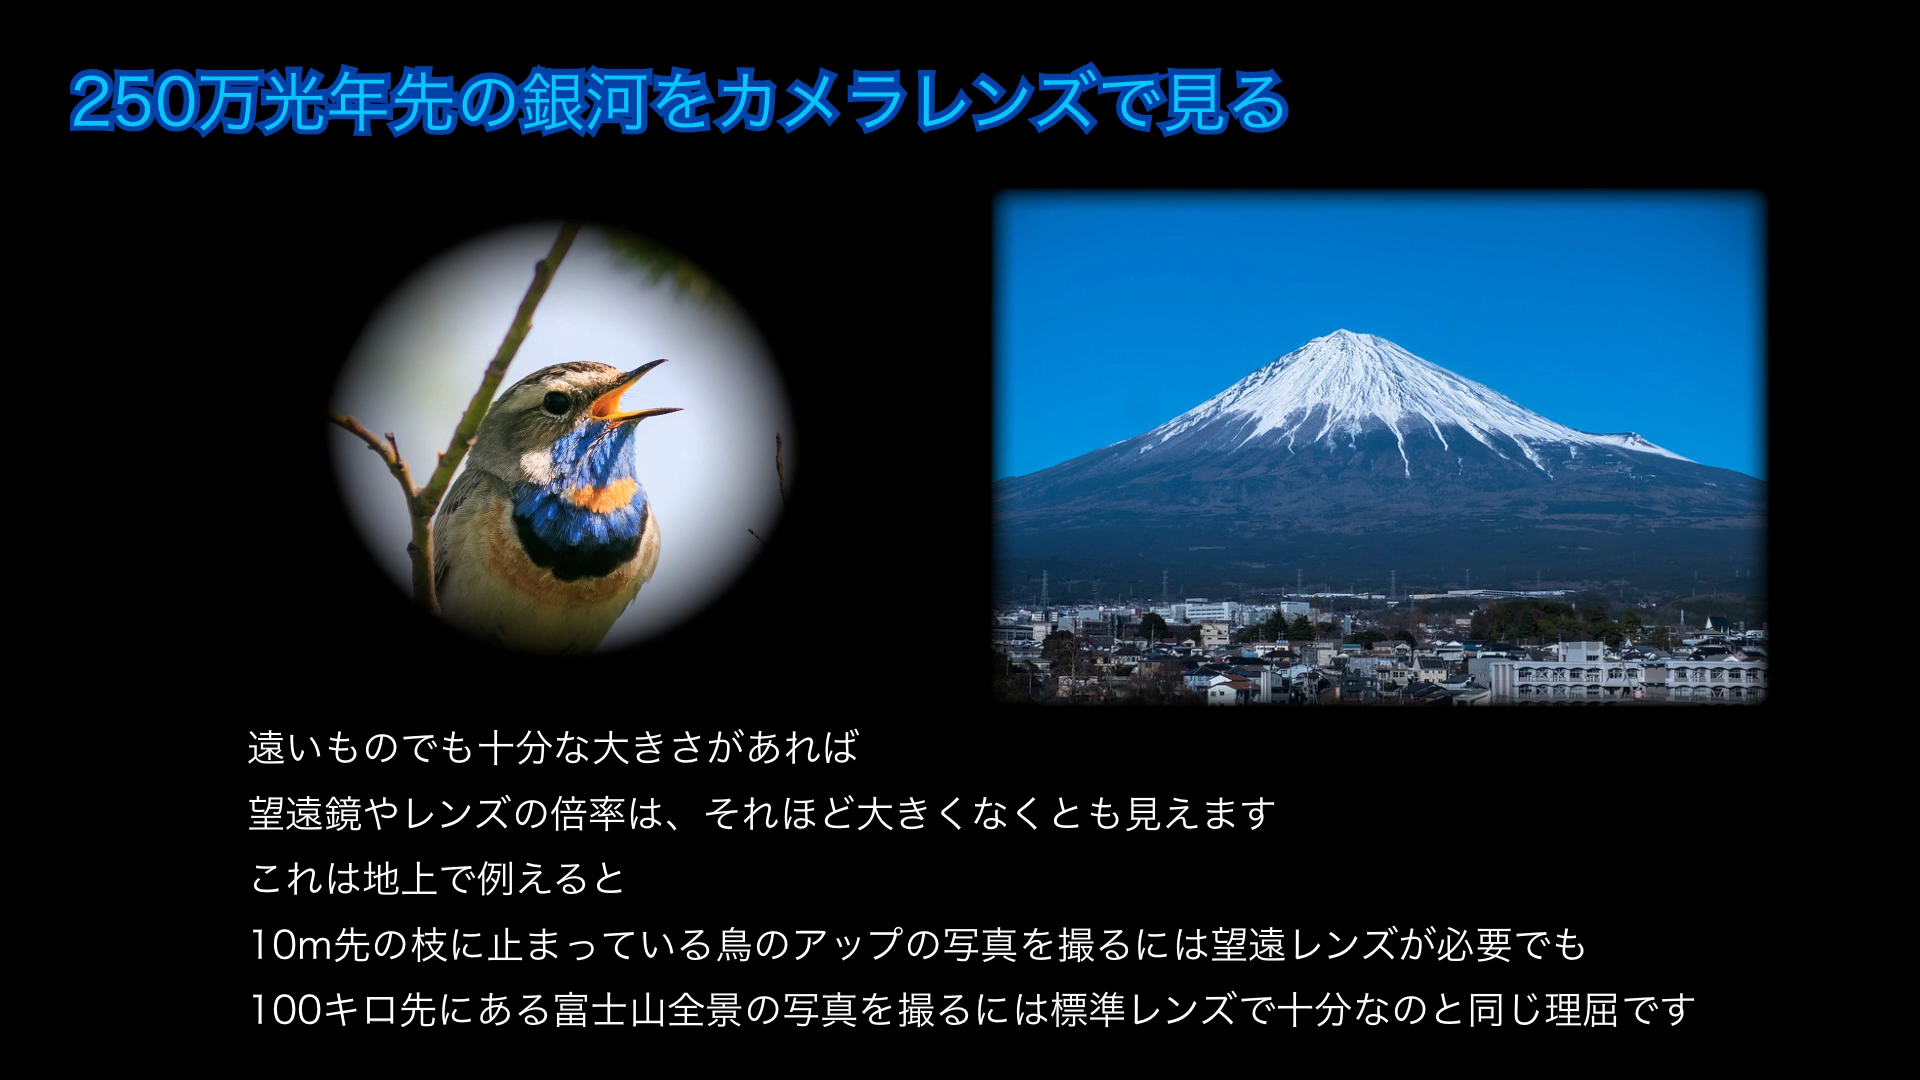 250万光年先の銀河をカメラレンズで見る
遠いものでも十分な大きさがあれば
望遠鏡やレンズの倍率は、それほど大きくなくとも見えます
これは地上で例えると
10m先の枝に止まっている鳥のアップの写真を撮るには望遠レンズが必要でも
100キロ先にある富士山全景の写真を撮るには標準レンズで十分なのと同じ理屈です